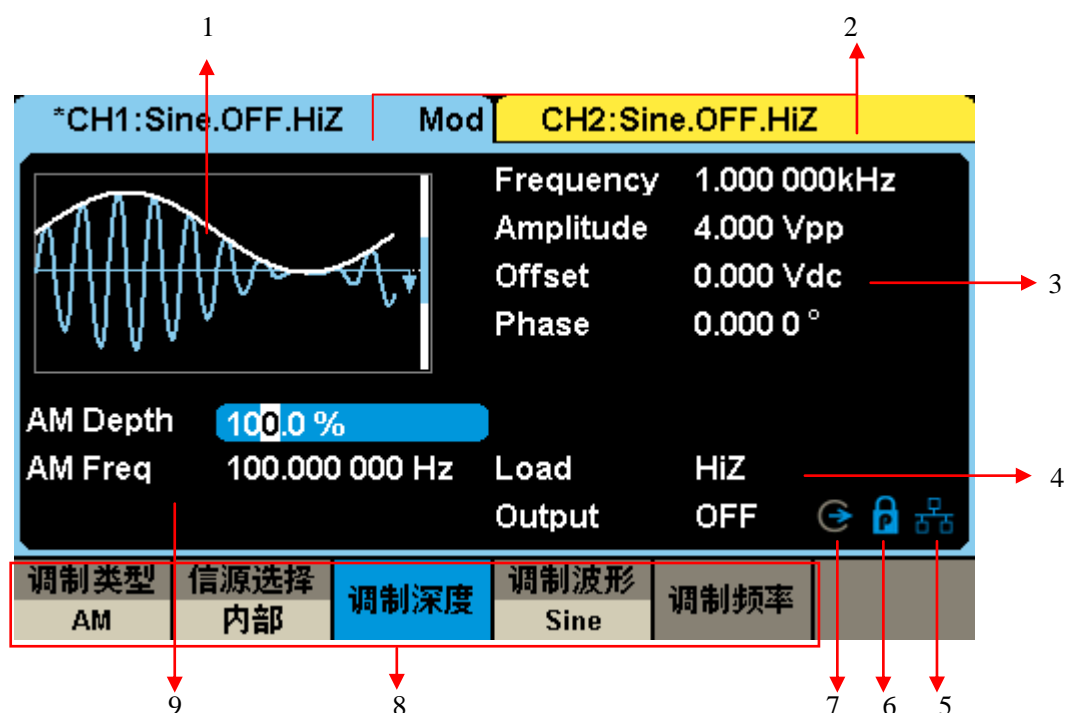 1 2
*CH1:Sine.OFF.HiZ Mod CH2:Sine.OFF.HiZ
Frequency 1.000 000kHz
Amplitude 4.000 Vpp
Offset 0.000 Vdc
3
Phase 0.000 0 °
AM Depth 100.0 %
AM Freq 100.000 000 Hz Load HiZ
4
Output OFF P
调制类型 信源选择 调制深度 调制波形 调制频率
AM 内部 Sine
9 8 7 6 5